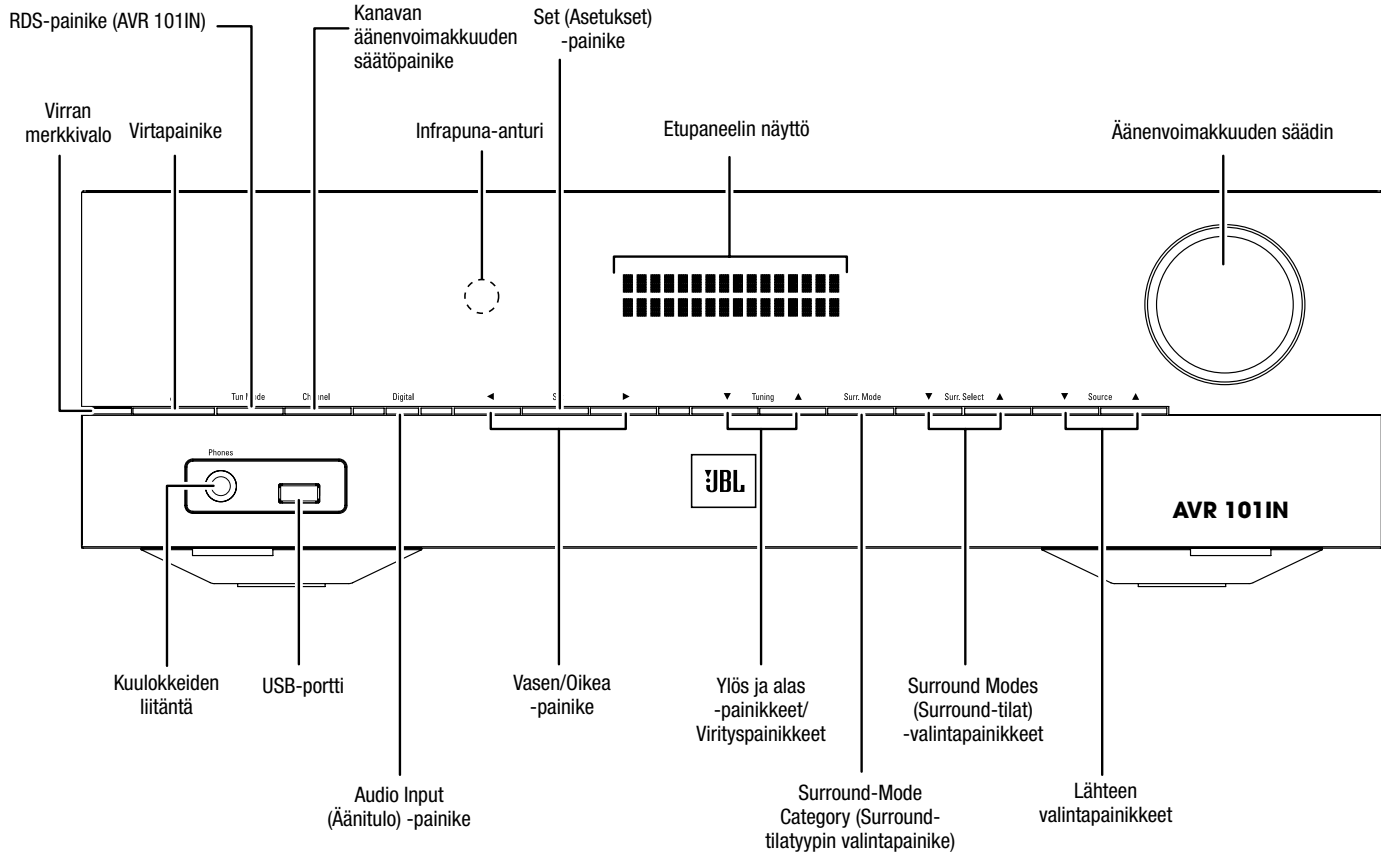 RDS-painike (AVR 101IN)
Kanavan
äänenvoimakkuuden
säätöpainike
Set (Asetukset)
-painike
Virran
merkkivalo
Virtapainike
Infrapuna-anturi
Etupaneelin näyttö
Äänenvoimakkuuden säädin
Digital
◄
►
▼ Tuning ▲
Surr. Mode
▼ Surr. Select ▲
▼ Source ▲
Phones
JBL
AVR 101IN
Kuulokkeiden
liitäntä
USB-portti
Vasen/Oikea
-painike
Ylös ja alas
-painikkeet/
Virityspainikkeet
Surround Modes
(Surround-tilat)
-valintapainikkeet
Audio Input
(Äänitulo) -painike
Surround-Mode
Category (Surround-
tilatyypin valintapainike)
Lähteen
valintapainikkeet